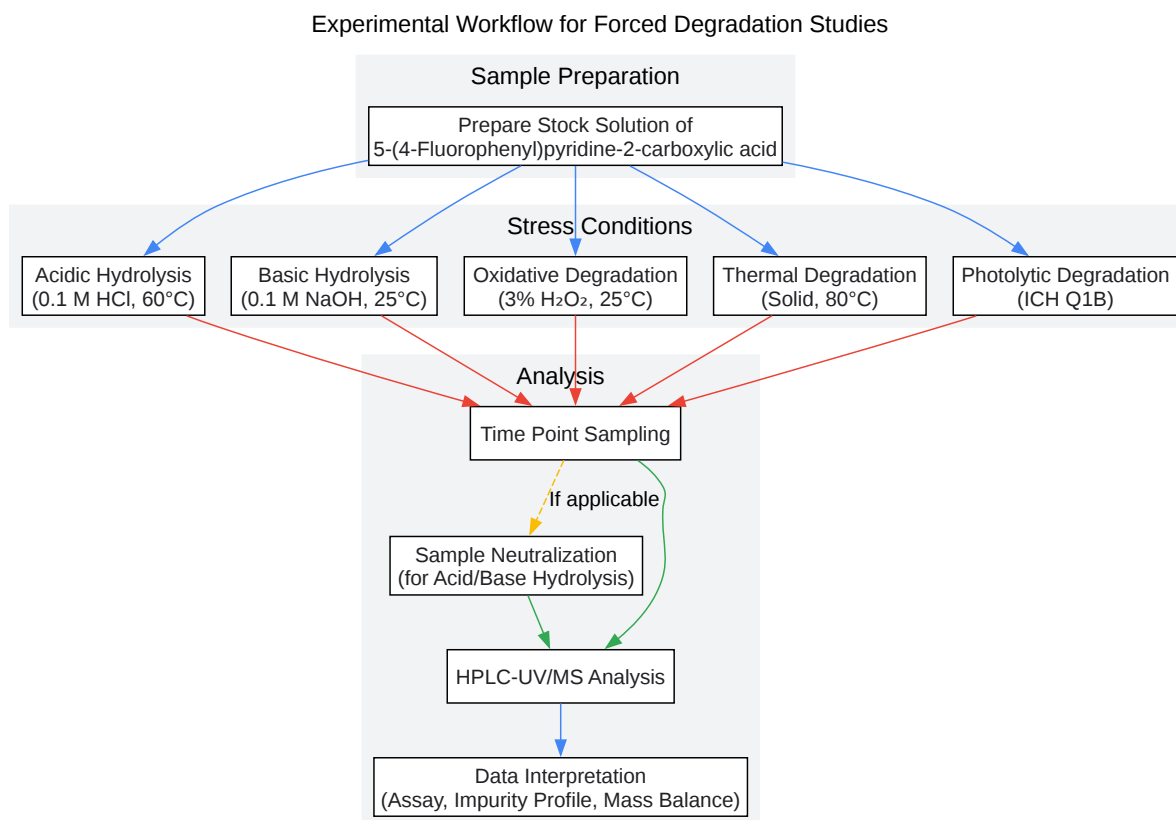 Experimental Workflow for Forced Degradation Studies
Sample Preparation
Prepare Stock Solution of
5-(4-Fluorophenyl)pyridine-2-carboxylic acid
Stress Conditions
Acidic Hydrolysis
(0.1 M HCl, 60°C)
Basic Hydrolysis
(0.1 M NaOH, 25°C)
Oxidative Degradation
(3% H₂O₂, 25°C)
Thermal Degradation
(Solid, 80°C)
Photolytic Degradation
(ICH Q1B)
Analysis
Time Point Sampling
If applicable
Sample Neutralization
(for Acid/Base Hydrolysis)
HPLC-UV/MS Analysis
Data Interpretation
(Assay, Impurity Profile, Mass Balance)